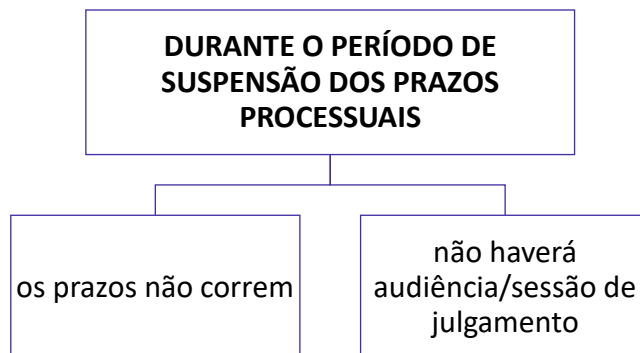 DURANTE O PERÍODO DE
SUSPENSÃO DOS PRAZOS
PROCESSUAIS
os prazos não correm
não haverá
audiência/sessão de
julgamento